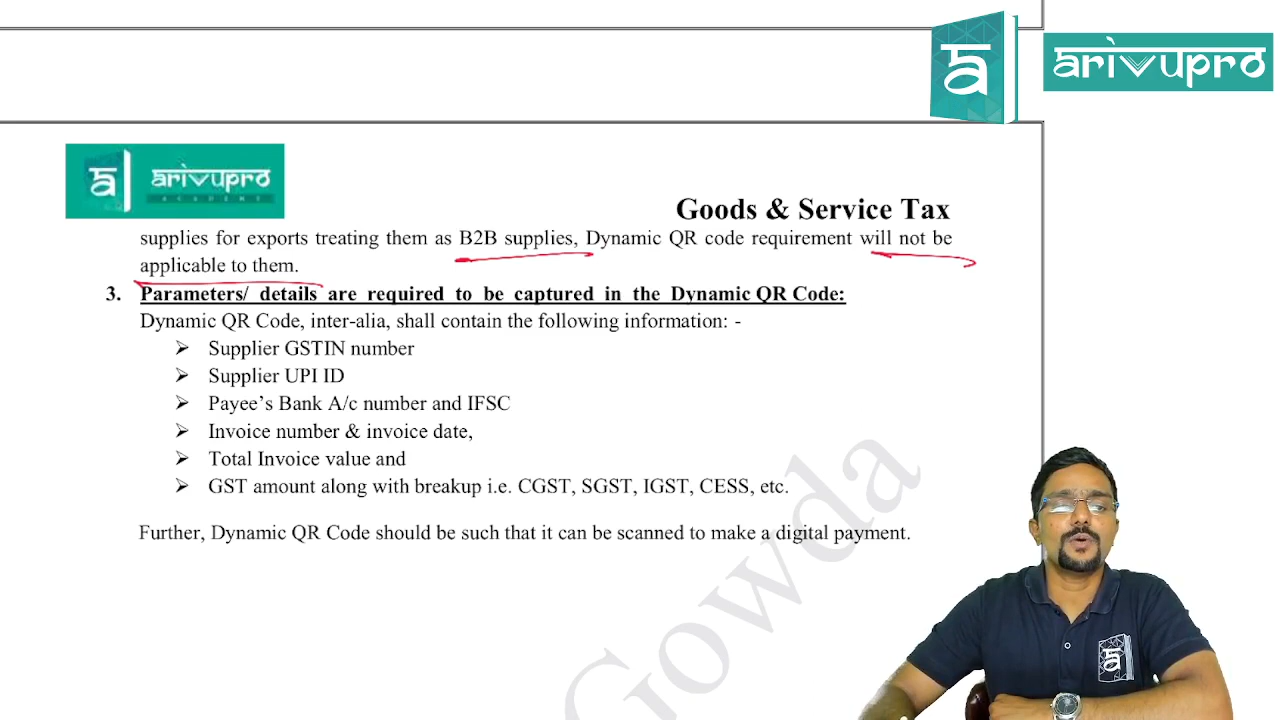 arivupro
arivupro
ACADEMY
Goods & Service Tax
supplies for exports treating them as B2B supplies, Dynamic QR code requirement will not be
applicable to them.
3. Parameters/ details are required to be captured in the Dynamic QR Code:
Dynamic QR Code, inter-alia, shall contain the following information: -
➢ Supplier GSTIN number
➢ Supplier UPI ID
➢ Payee's Bank A/c number and IFSC
➢ Invoice number & invoice date,
➢ Total Invoice value and
➢ GST amount along with breakup i.e. CGST, SGST, IGST, CESS, etc.
Further, Dynamic QR Code should be such that it can be scanned to make a digital payment.
Gowda